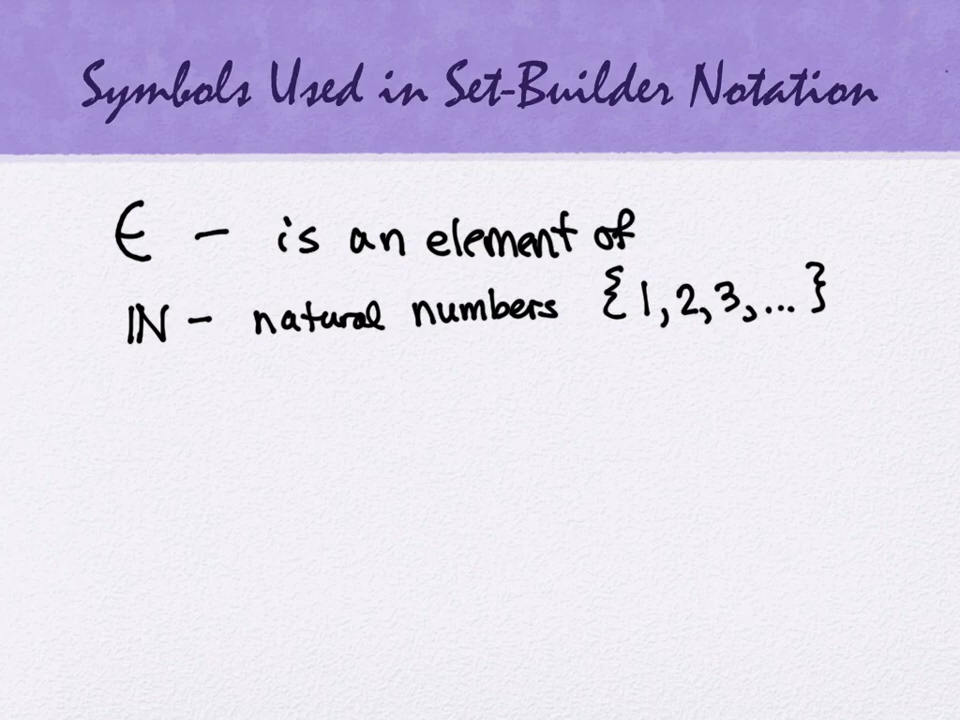 Symbols Used in Set-Builder Notation
∈ - is an element of
ℕ - natural numbers {1,2,3,...}